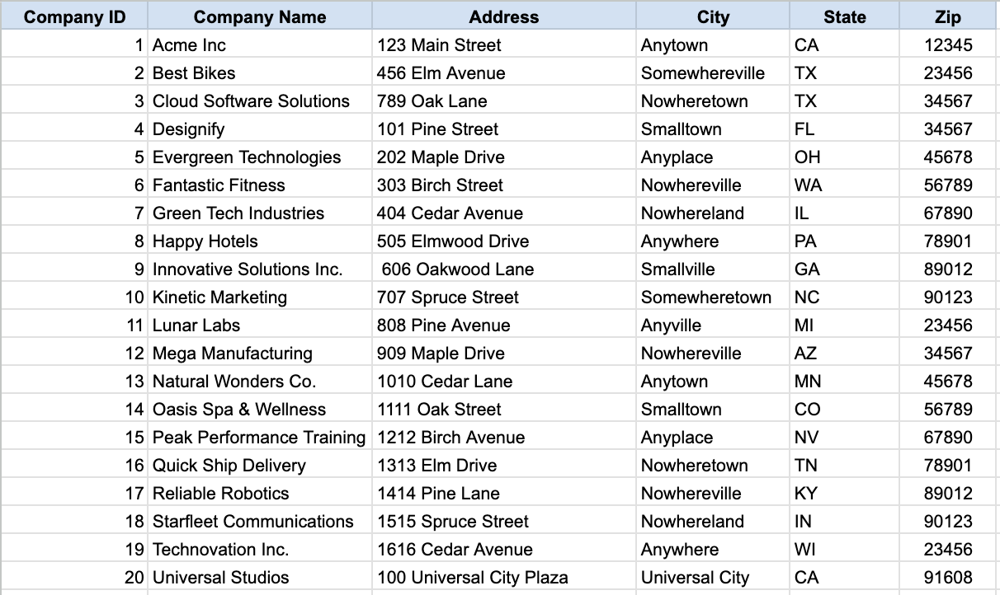 Company ID Company Name Address City State Zip
1 Acme Inc 123 Main Street Anytown CA 12345
2 Best Bikes 456 Elm Avenue Somewhereville TX 23456
3 Cloud Software Solutions 789 Oak Lane Nowheretown TX 34567
4 Designify 101 Pine Street Smalltown FL 34567
5 Evergreen Technologies 202 Maple Drive Anyplace OH 45678
6 Fantastic Fitness 303 Birch Street Nowhereville WA 56789
7 Green Tech Industries 404 Cedar Avenue Nowhereland IL 67890
8 Happy Hotels 505 Elmwood Drive Anywhere PA 78901
9 Innovative Solutions Inc. 606 Oakwood Lane Smallville GA 89012
10 Kinetic Marketing 707 Spruce Street Somewheretown NC 90123
11 Lunar Labs 808 Pine Avenue Anyville MI 23456
12 Mega Manufacturing 909 Maple Drive Nowhereville AZ 34567
13 Natural Wonders Co. 1010 Cedar Lane Anytown MN 45678
14 Oasis Spa & Wellness 1111 Oak Street Smalltown CO 56789
15 Peak Performance Training 1212 Birch Avenue Anyplace NV 67890
16 Quick Ship Delivery 1313 Elm Drive Nowheretown TN 78901
17 Reliable Robotics 1414 Pine Lane Nowhereville KY 89012
18 Starfleet Communications 1515 Spruce Street Nowhereland IN 90123
19 Technovation Inc. 1616 Cedar Avenue Anywhere WI 23456
20 Universal Studios 100 Universal City Plaza Universal City CA 91608